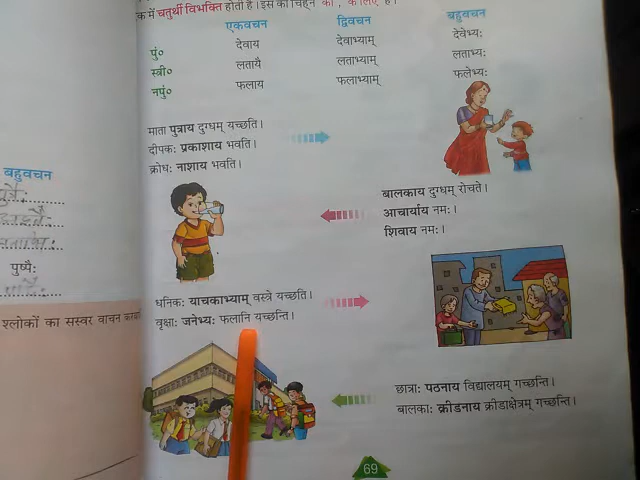 क में चतुर्थी विभक्ति होती है। इस का चिह्न 'को', 'के लिए' है।
एकवचन द्विवचन बहुवचन
पुं० देवाय देवाभ्याम् देवेभ्य:
स्त्री० लतायै लताभ्याम् लताभ्य:
नपुं० फलाय फलाभ्याम् फलेभ्य:
माता पुत्राय दुग्धम् यच्छति।
दीपक: प्रकाशाय भवति।
क्रोध: नाशाय भवति।
बालकाय दुग्धम् रोचते।
आचार्याय नम:।
शिवाय नम:।
धनिक: याचकाभ्याम् वस्त्रे यच्छति।
वृक्षा: जनेभ्य: फलानि यच्छन्ति।
छात्रा: पठनाय विद्यालयम् गच्छन्ति।
बालका: क्रीडनाय क्रीडाक्षेत्रम् गच्छन्ति।
69
बहुवचन
पुष्पै:
श्लोकों का सस्वर वाचन